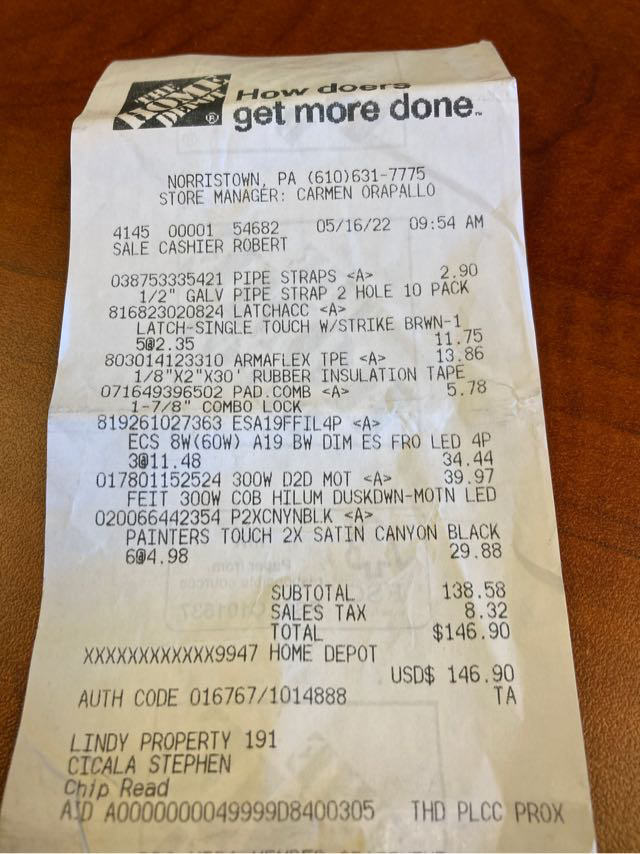 THE HOME DEPOT ®
How doers
get more done.™
NORRISTOWN, PA (610)631-7775
STORE MANAGER: CARMEN ORAPALLO
4145 00001 54682 05/16/22 09:54 AM
SALE CASHIER ROBERT
038753335421 PIPE STRAPS <A> 2.90
1/2" GALV PIPE STRAP 2 HOLE 10 PACK
816823020824 LATCHACC <A>
LATCH-SINGLE TOUCH W/STRIKE BRWN-1
5@2.35 11.75
803014123310 ARMAFLEX TPE <A> 13.86
1/8"X2"X30' RUBBER INSULATION TAPE
071649396502 PAD.COMB <A> 5.78
1-7/8" COMBO LOCK
819261027363 ESA19FFIL4P <A>
ECS 8W(60W) A19 BW DIM ES FRO LED 4P
3@11.48 34.44
017801152524 300W D2D MOT <A> 39.97
FEIT 300W COB HILUM DUSKDWN-MOTN LED
020066442354 P2XCNYNBLK <A>
PAINTERS TOUCH 2X SATIN CANYON BLACK
6@4.98 29.88
SUBTOTAL 138.58
SALES TAX 8.32
TOTAL $146.90
XXXXXXXXXXXX9947 HOME DEPOT
USD$ 146.90
AUTH CODE 016767/1014888 TA
LINDY PROPERTY 191
CICALA STEPHEN
Chip Read
AID A0000000049999D8400305 THD PLCC PROX